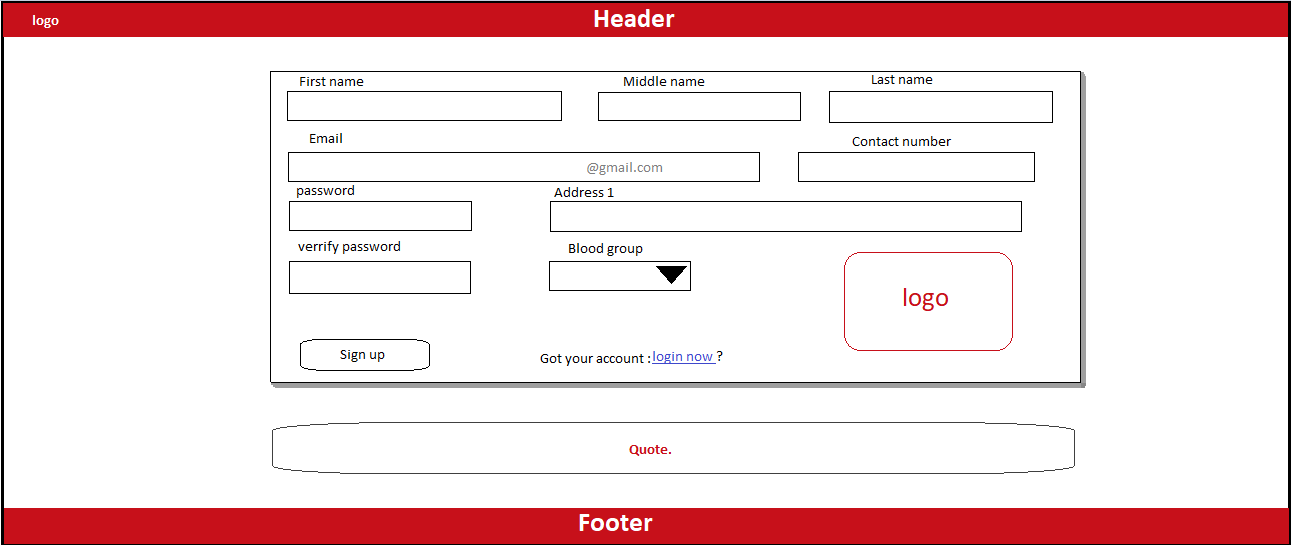 logo
Header
First name
Middle name
Last name
Email
Contact number
@gmail.com
password
Address 1
verrify password
Blood group
logo
Sign up
Got your account : login now ?
Quote.
Footer